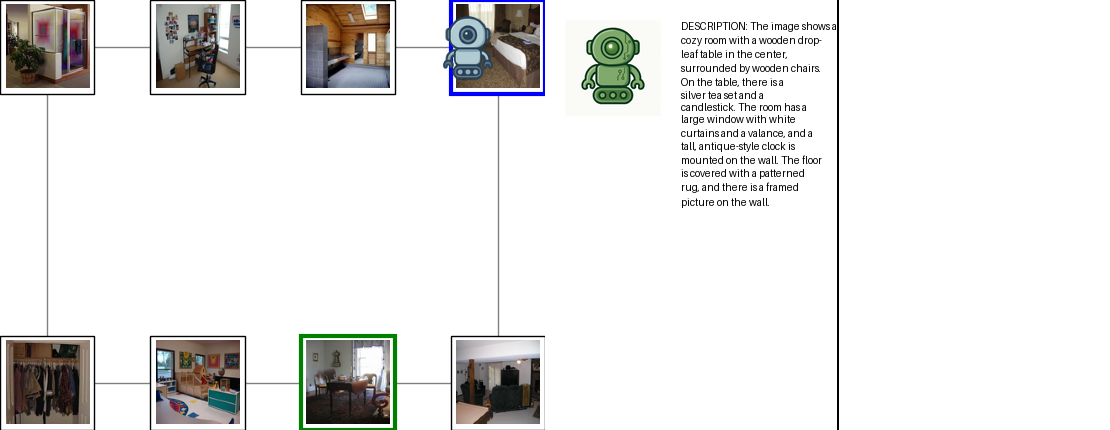 DESCRIPTION: The image shows a
cozy room with a wooden drop-
leaf table in the center,
surrounded by wooden chairs.
On the table, there is a
silver tea set and a
candlestick. The room has a
large window with white
curtains and a valance, and a
tall, antique-style clock is
mounted on the wall. The floor
is covered with a patterned
rug, and there is a framed
picture on the wall.